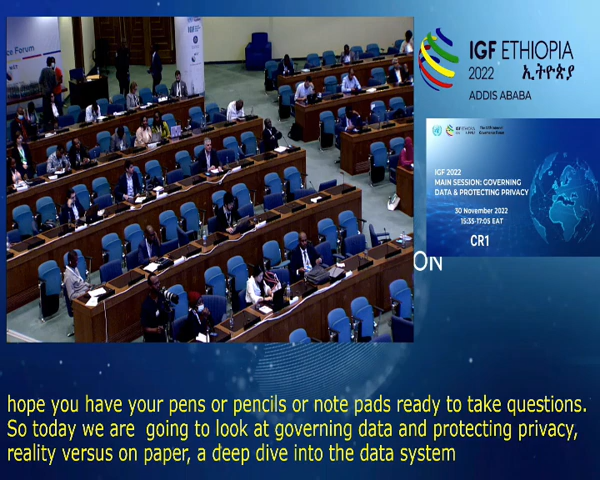 ce Forum
IGF
IGF ETHIOPIA
2022 ኢትዮጵያ
ADDIS ABABA
IGF 2022
MAIN SESSION: GOVERNING
DATA & PROTECTING PRIVACY
30 November 2022
15:35-17:05 EAT
CR1
ON
hope you have your pens or pencils or note pads ready to take questions.
So today we are going to look at governing data and protecting privacy,
reality versus on paper, a deep dive into the data system